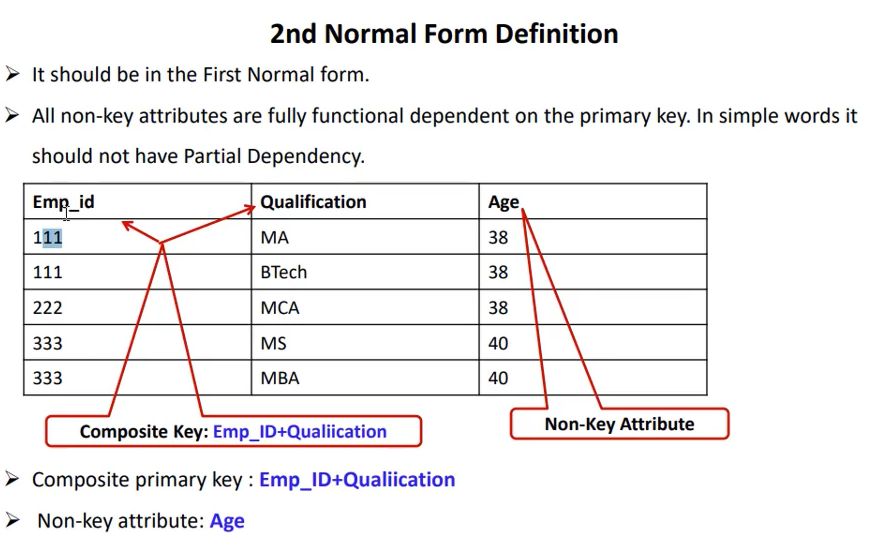 2nd Normal Form Definition
➢ It should be in the First Normal form.
➢ All non-key attributes are fully functional dependent on the primary key. In simple words it
should not have Partial Dependency.
Emp_id Qualification Age
111 MA 38
111 BTech 38
222 MCA 38
333 MS 40
333 MBA 40
Composite Key: Emp_ID+Qualiication
Non-Key Attribute
➢ Composite primary key : Emp_ID+Qualiication
➢ Non-key attribute: Age